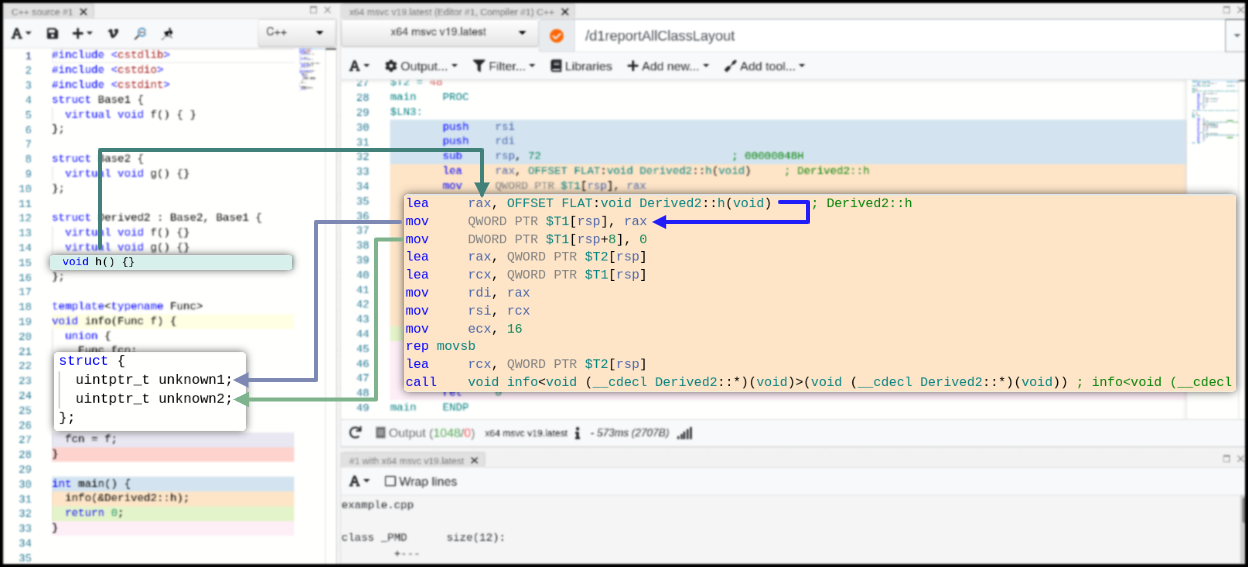 C++ source #1 ✕
A C++
1 #include <cstdlib>
2 #include <cstdio>
3 #include <cstdint>
4 struct Base1 {
5 virtual void f() { }
6 };
7
8 struct Base2 {
9 virtual void g() {}
10 };
11
12 struct Derived2 : Base2, Base1 {
13 virtual void f() {}
14 virtual void g() {}
15 void h() {}
16 };
17
18 template<typename Func>
19 void info(Func f) {
20 union {
21 Func fcn;
22 struct {
23 uintptr_t unknown1;
24 uintptr_t unknown2;
25 };
26
27 fcn = f;
28 }
29
30 int main() {
31 info(&Derived2::h);
32 return 0;
33 }
34
35
x64 msvc v19.latest (Editor #1, Compiler #1) C++ ✕
x64 msvc v19.latest /d1reportAllClassLayout
A Output... Filter... Libraries + Add new... Add tool...
27 $T2 = 48
28 main PROC
29 $LN3:
30 push rsi
31 push rdi
32 sub rsp, 72 ; 00000048H
33 lea rax, OFFSET FLAT:void Derived2::h(void) ; Derived2::h
34 mov QWORD PTR $T1[rsp], rax
35
36
37
38
39
40
41
42
43
44
45
46
47
48 ret 0
49 main ENDP
lea rax, OFFSET FLAT:void Derived2::h(void) ; Derived2::h
mov QWORD PTR $T1[rsp], rax
mov DWORD PTR $T1[rsp+8], 0
lea rax, QWORD PTR $T2[rsp]
lea rcx, QWORD PTR $T1[rsp]
mov rdi, rax
mov rsi, rcx
mov ecx, 16
rep movsb
lea rcx, QWORD PTR $T2[rsp]
call void info<void (__cdecl Derived2::*)(void)>(void (__cdecl Derived2::*)(void)) ; info<void (__cdecl
Output (1048/0) x64 msvc v19.latest i - 573ms (2707B)
#1 with x64 msvc v19.latest ✕
A Wrap lines
example.cpp
class _PMD size(12):
+---